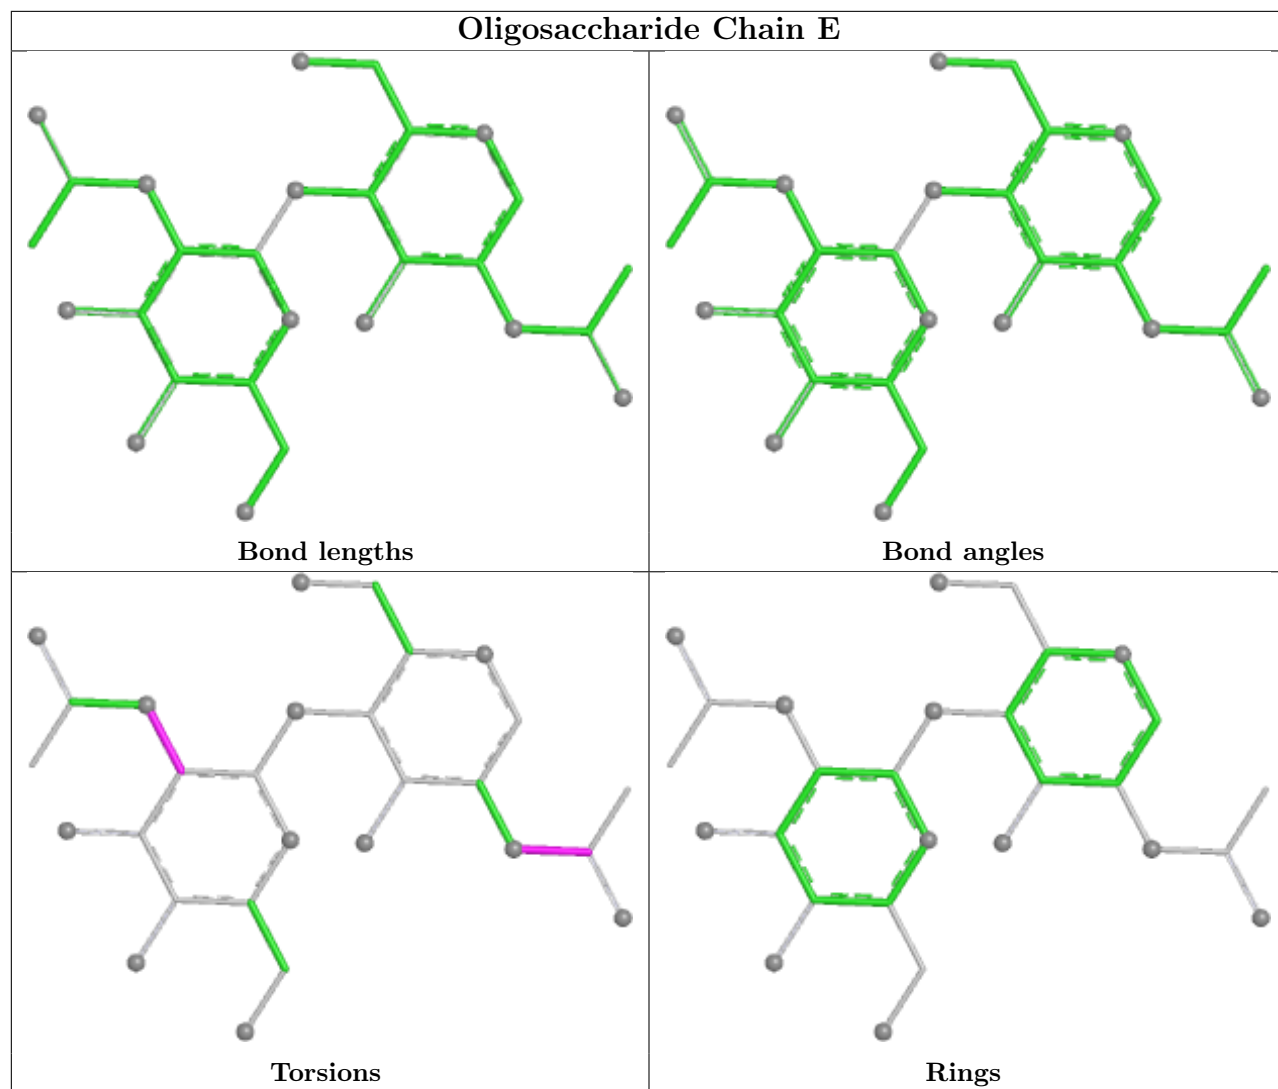 Oligosaccharide Chain E
Bond lengths
Bond angles
Torsions
Rings